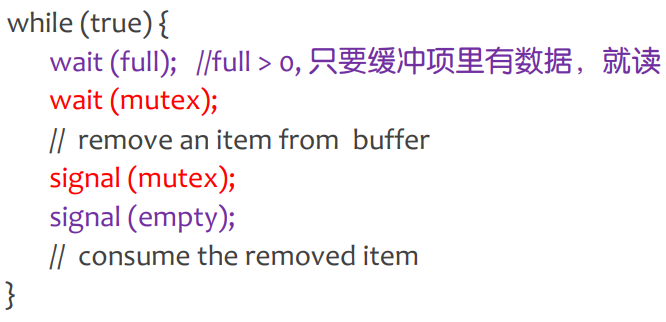 while (true) {
wait (full);   //full > 0, 只要缓冲项里有数据，就读
wait (mutex);
//  remove an item from  buffer
signal (mutex);
signal (empty);
//  consume the removed item
}